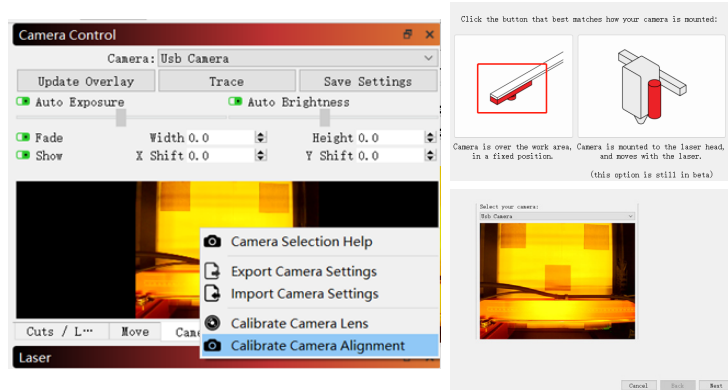 Camera Control
Camera: Usb Camera
Update Overlay Trace Save Settings
Auto Exposure Auto Brightness
Fade Width 0.0 Height 0.0
Show X Shift 0.0 Y Shift 0.0
Camera Selection Help
Export Camera Settings
Import Camera Settings
Calibrate Camera Lens
Calibrate Camera Alignment
Cuts / L... Move Cam
Laser
Click the button that best matches how your camera is mounted:
Camera is over the work area,
in a fixed position.
Camera is mounted to the laser head,
and moves with the laser.
(this option is still in beta)
Select your camera:
Usb Camera
Cancel Back Next